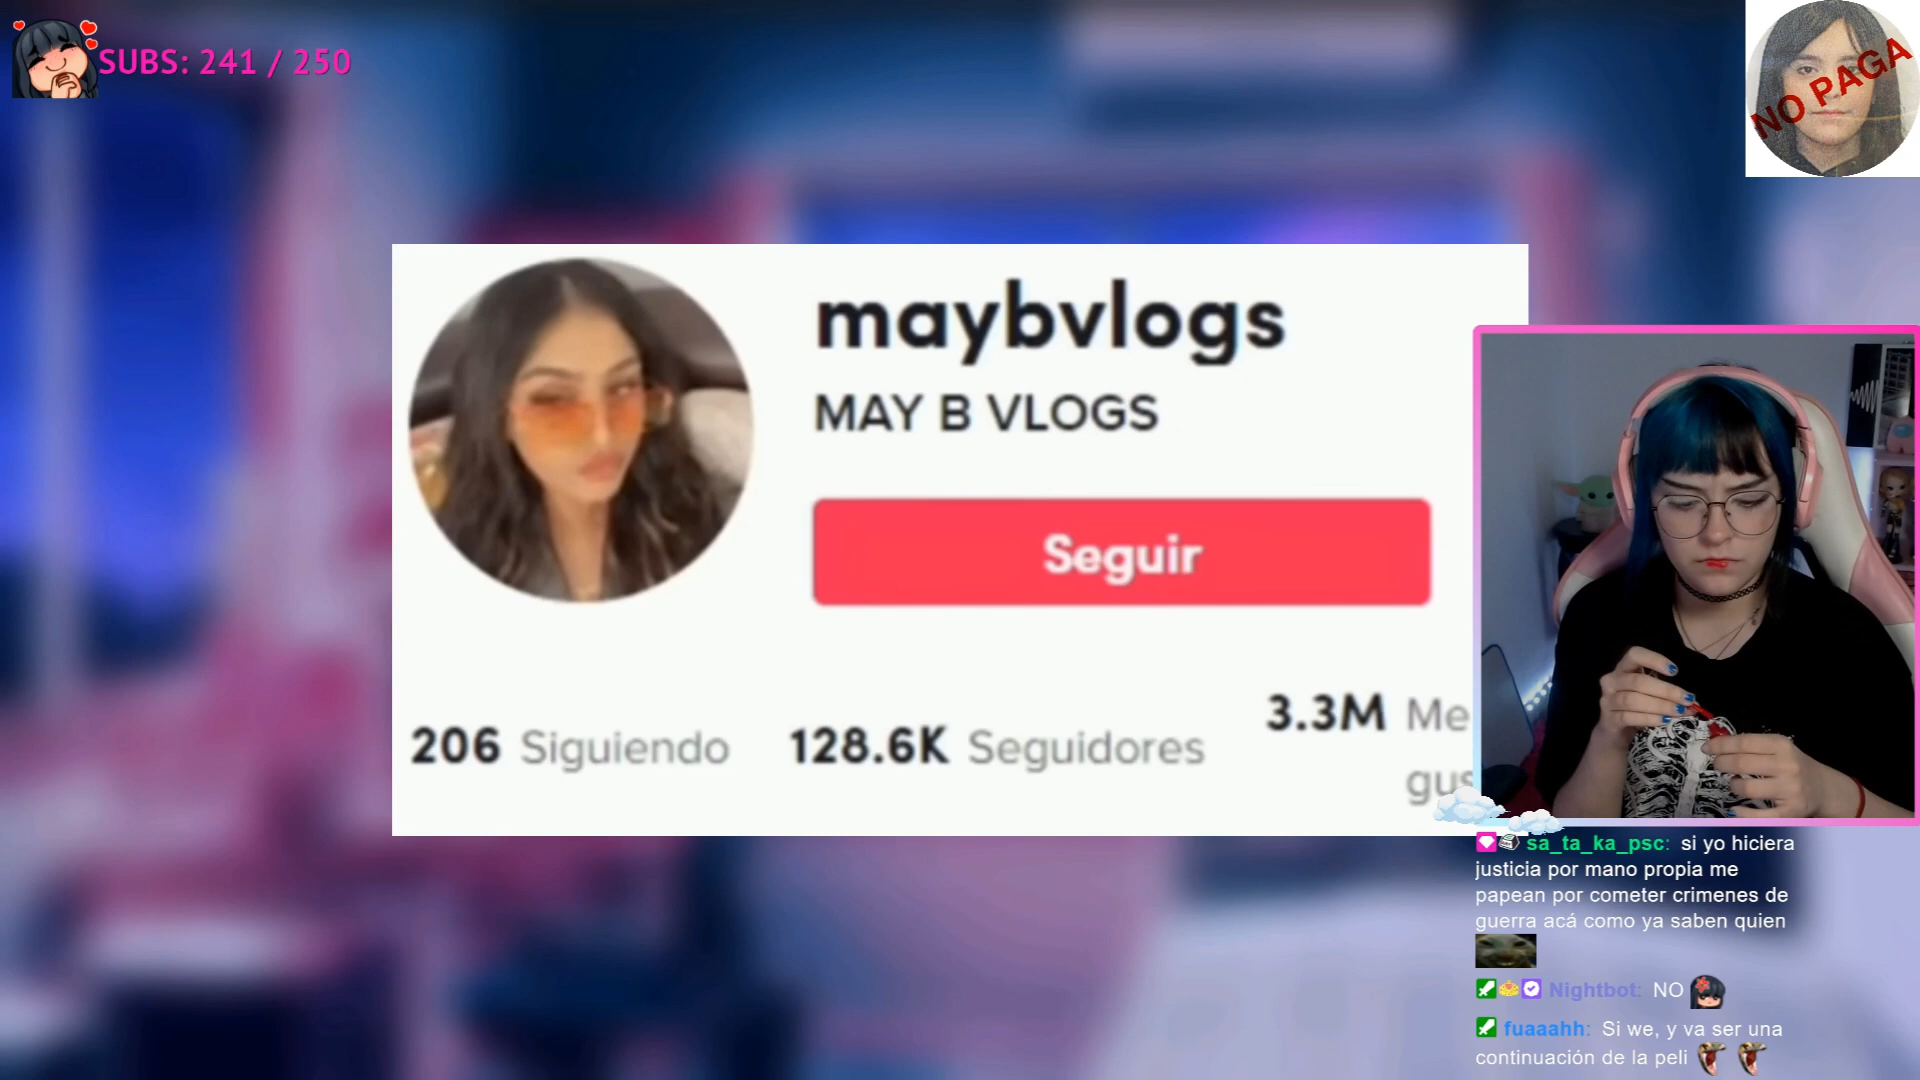 SUBS: 241 / 250
NO PAGA
maybvlogs
MAY B VLOGS
Seguir
206 Siguiendo
128.6K Seguidores
3.3M Me
gus
sa_ta_ka_psc: si yo hiciera
justicia por mano propia me
papean por cometer crimenes de
guerra acá como ya saben quien
Nightbot: NO
fuaaahh: Si we, y va ser una
continuación de la peli